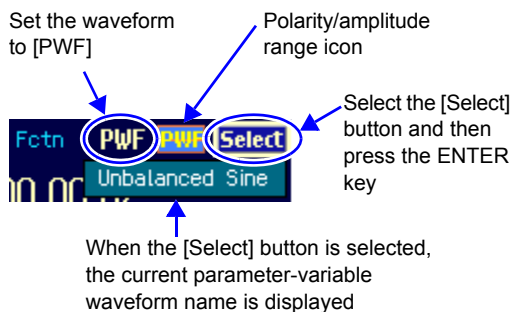 Set the waveform
to [PWF]
Polarity/amplitude
range icon
Select the [Select]
button and then
press the ENTER
key
Fctn PWF PWF Select
Unbalanced Sine
When the [Select] button is selected,
the current parameter-variable
waveform name is displayed